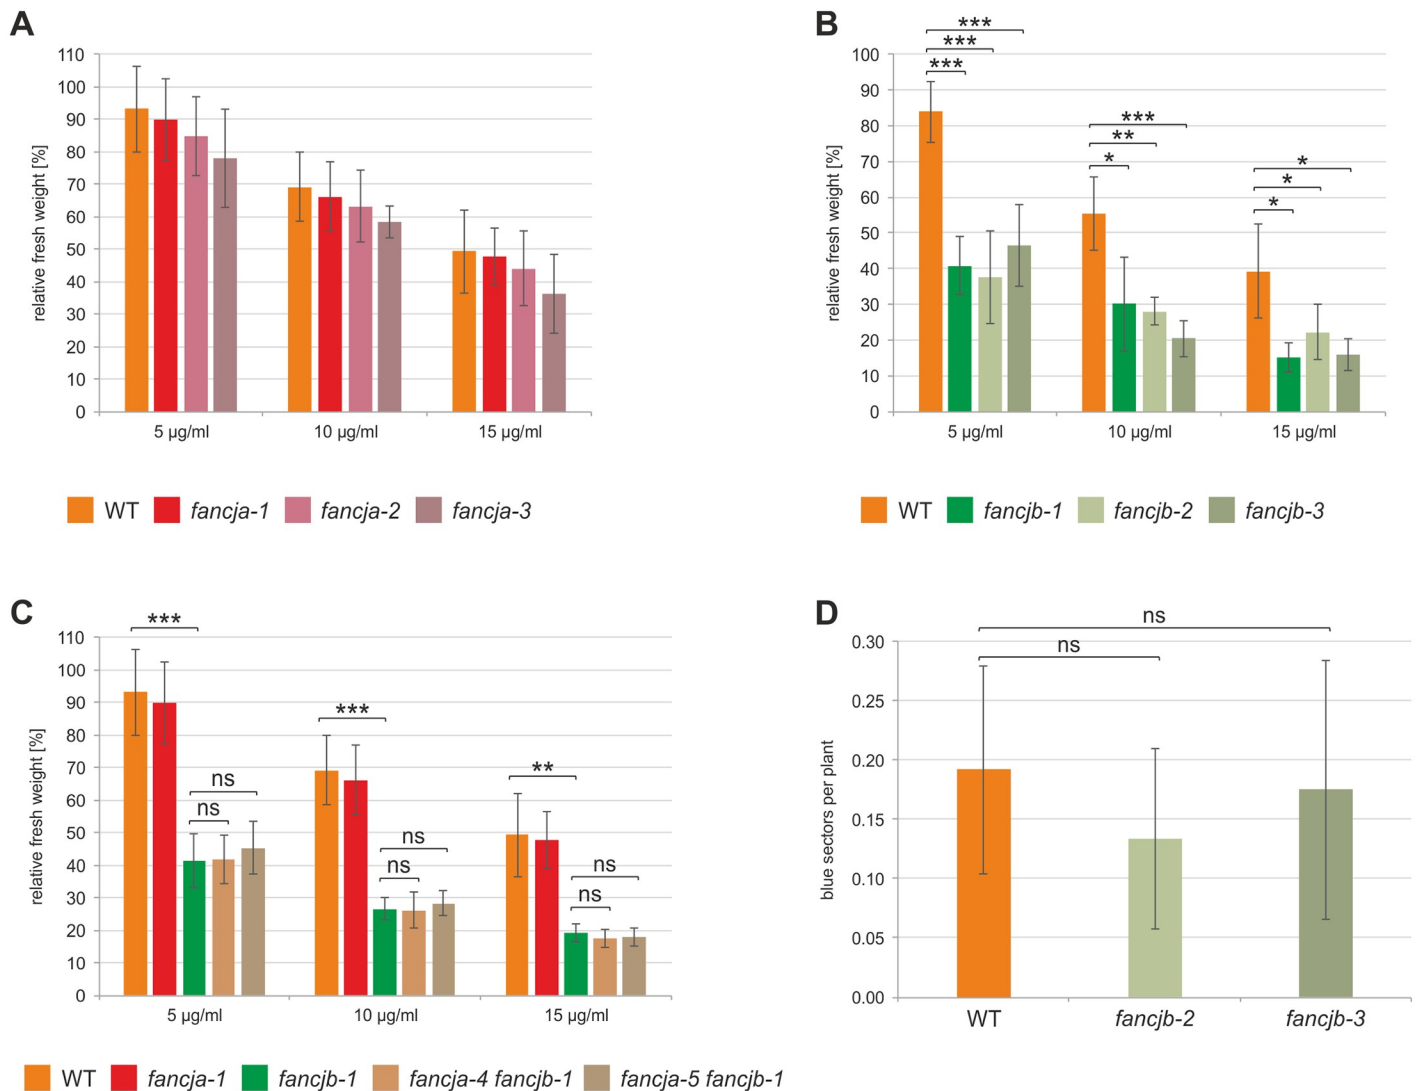 A
relative fresh weight [%]
110
100
90
80
70
60
50
40
30
20
10
0
5 µg/ml 10 µg/ml 15 µg/ml
WT fancja-1 fancja-2 fancja-3
B
relative fresh weight [%]
100
90
80
70
60
50
40
30
20
10
0
***
***
***
***
**
*
*
*
*
5 µg/ml 10 µg/ml 15 µg/ml
WT fancjb-1 fancjb-2 fancjb-3
C
relative fresh weight [%]
110
100
90
80
70
60
50
40
30
20
10
0
***
ns
ns
***
ns
ns
**
ns
ns
5 µg/ml 10 µg/ml 15 µg/ml
WT fancja-1 fancjb-1 fancja-4 fancjb-1 fancja-5 fancjb-1
D
blue sectors per plant
0.30
0.25
0.20
0.15
0.10
0.05
0.00
ns
ns
WT fancjb-2 fancjb-3